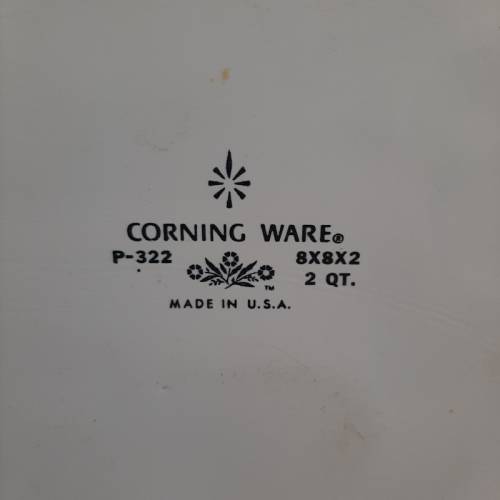 CORNING WARE®
P-322 8X8X2
2 QT.
™
MADE IN U.S.A.